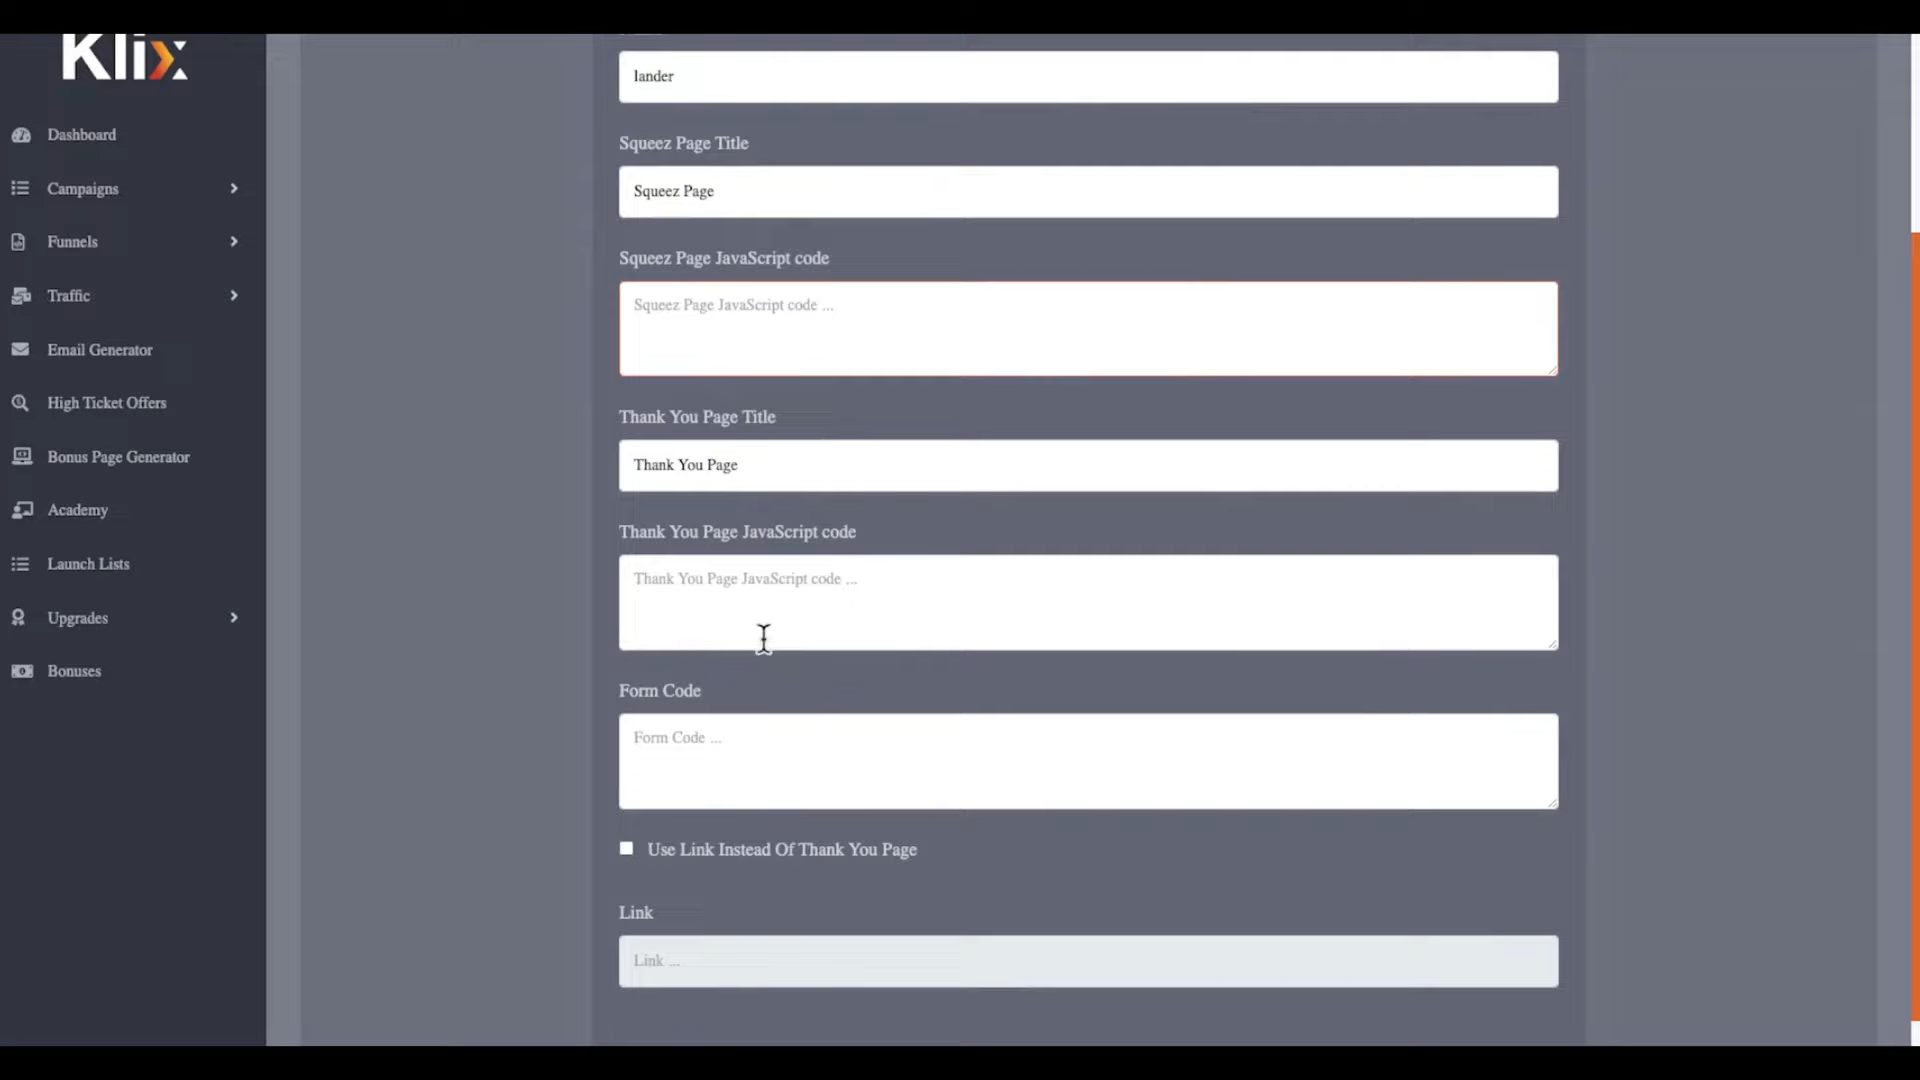 Klix
Dashboard
Campaigns
Funnels
Traffic
Email Generator
High Ticket Offers
Bonus Page Generator
Academy
Launch Lists
Upgrades
Bonuses
lander
Squeez Page Title
Squeez Page
Squeez Page JavaScript code
Squeez Page JavaScript code ...
Thank You Page Title
Thank You Page
Thank You Page JavaScript code
Thank You Page JavaScript code ...
Form Code
Form Code ...
Use Link Instead Of Thank You Page
Link
Link ...